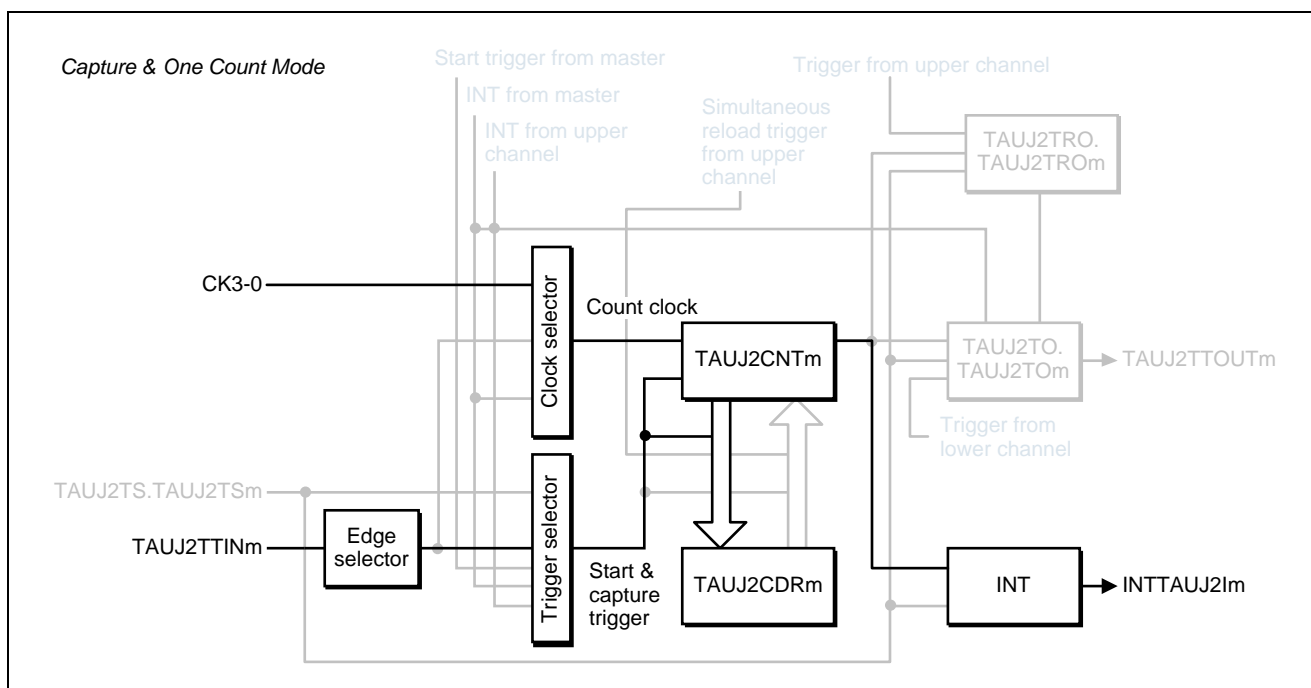 Capture & One Count Mode
Start trigger from master
INT from master
INT from upper
channel
Simultaneous
reload trigger
from upper
channel
Trigger from upper channel
TAUJ2TRO.
TAUJ2TROm
CK3-0
Clock selector
Count clock
TAUJ2CNTm
TAUJ2TO.
TAUJ2TOm
TAUJ2TTOUTm
Trigger from
lower channel
TAUJ2TS.TAUJ2TSm
TAUJ2TTINm
Edge
selector
Trigger selector
Start &
capture
trigger
TAUJ2CDRm
INT
INTTAUJ2Im